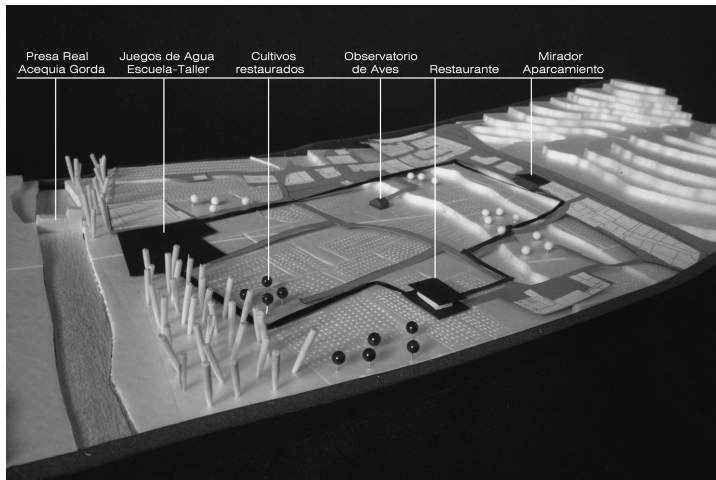 Presa Real
Acequia Gorda
Juegos de Agua
Escuela-Taller
Cultivos
restaurados
Observatorio
de Aves
Restaurante
Mirador
Aparcamiento